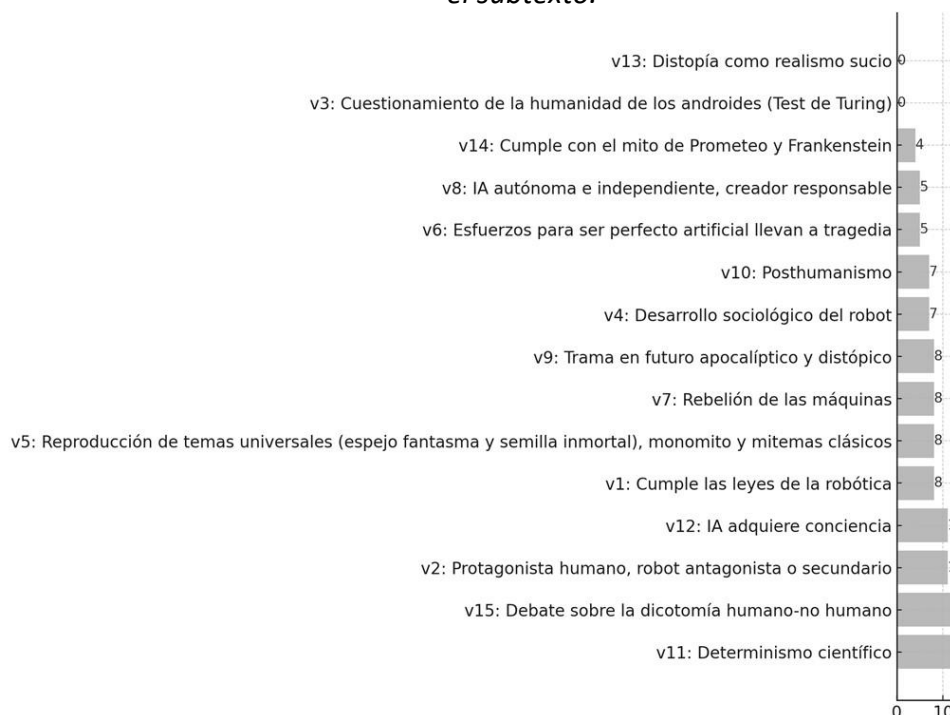 el subtexto.
v13: Distopía como realismo sucio 0
v3: Cuestionamiento de la humanidad de los androides (Test de Turing) 0
v14: Cumple con el mito de Prometeo y Frankenstein 4
v8: IA autónoma e independiente, creador responsable 5
v6: Esfuerzos para ser perfecto artificial llevan a tragedia 5
v10: Posthumanismo 7
v4: Desarrollo sociológico del robot 7
v9: Trama en futuro apocalíptico y distópico 8
v7: Rebelión de las máquinas 8
v5: Reproducción de temas universales (espejo fantasma y semilla inmortal), monomito y mitemas clásicos 8
v1: Cumple las leyes de la robótica 8
v12: IA adquiere conciencia
v2: Protagonista humano, robot antagonista o secundario
v15: Debate sobre la dicotomía humano-no humano
v11: Determinismo científico
0 10